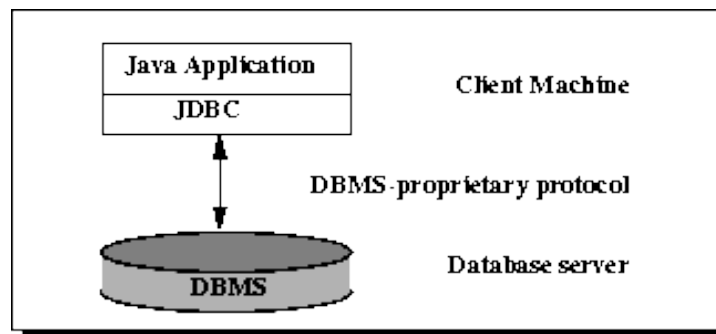 Java Application
Client Machine
JDBC
DBMS-proprietary protocol
Database server
DBMS